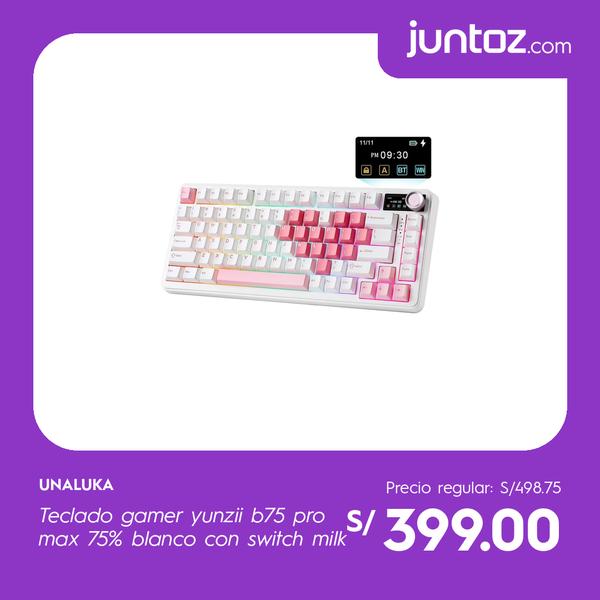 juntoz.com
11/11
PM 09:30
A BT WN
UNALUKA
Teclado gamer yunzii b75 pro
max 75% blanco con switch milk
Precio regular: S/498.75
S/ 399.00